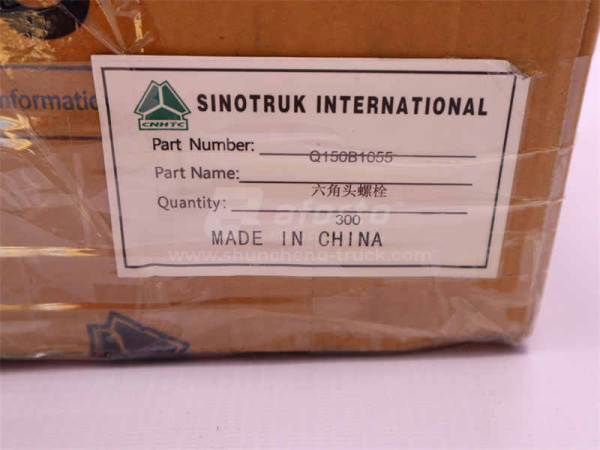 nformatio
SINOTRUK INTERNATIONAL
CNHTC
Part Number: Q150B1055
Part Name: 六角头螺栓
Quantity: 300
MADE IN CHINA
www.shuncheng-truck.com